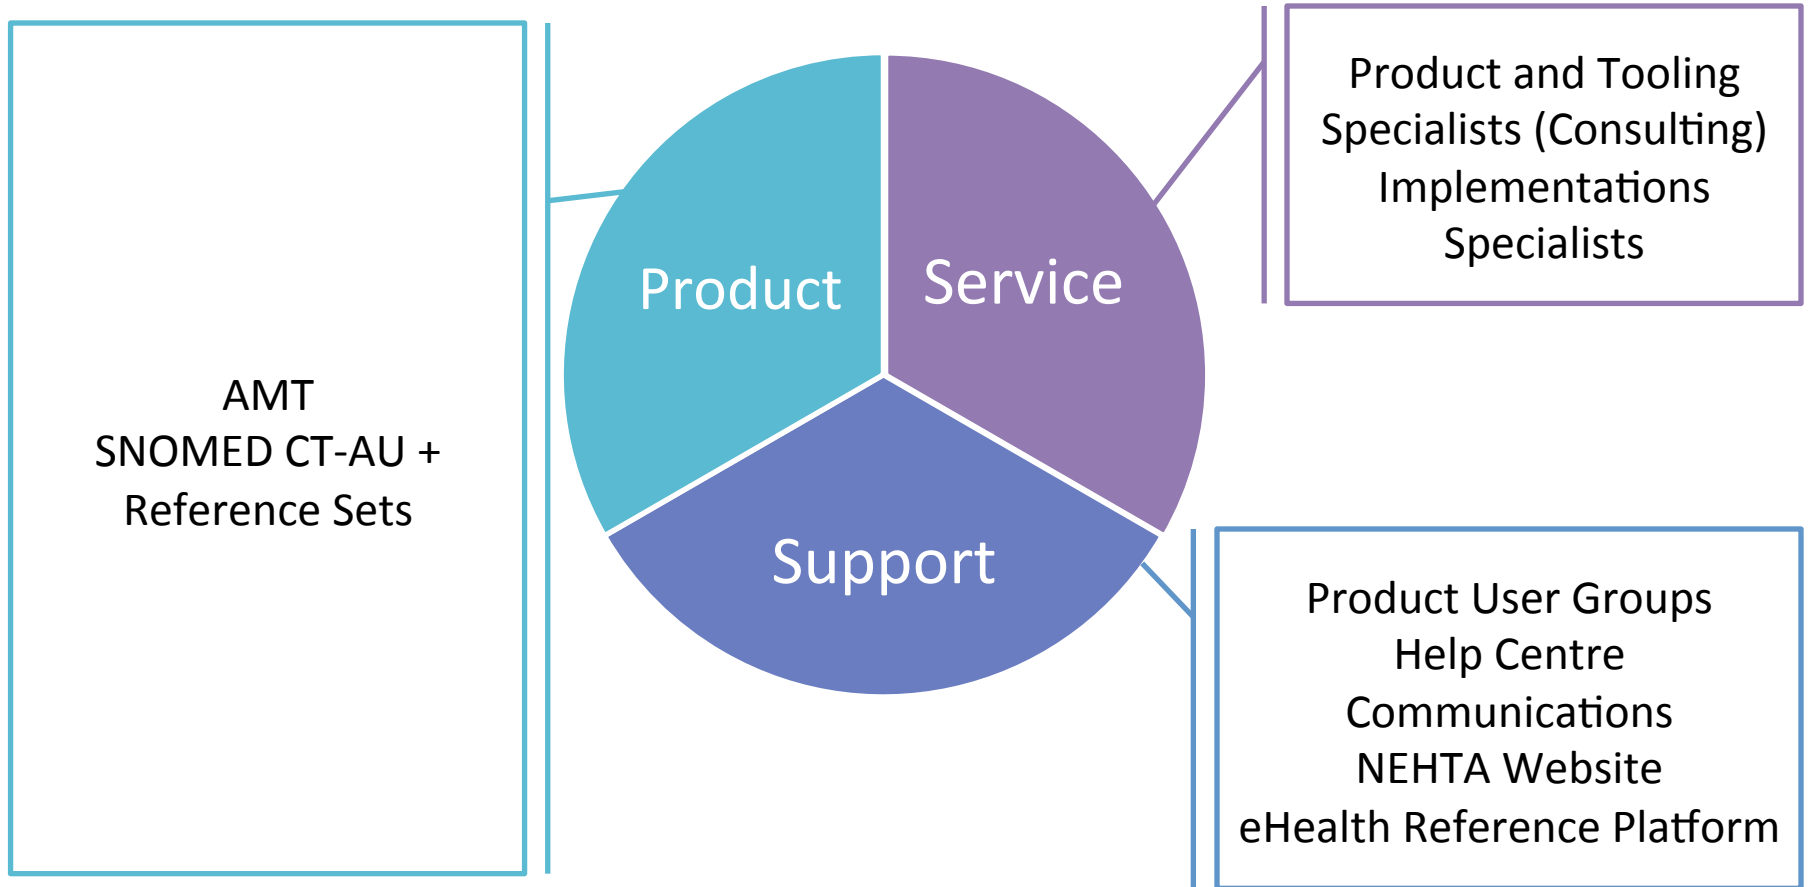 AMT
SNOMED CT-AU +
Reference Sets
Product
Service
Support
Product and Tooling
Specialists (Consulting)
Implementations
Specialists
Product User Groups
Help Centre
Communications
NEHTA Website
eHealth Reference Platform